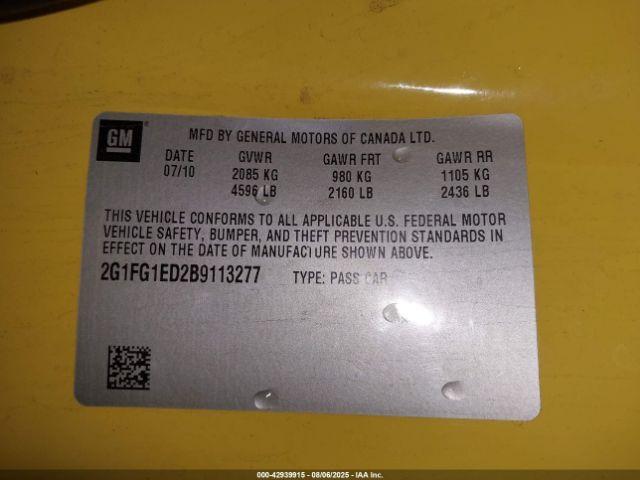 GM
MFD BY GENERAL MOTORS OF CANADA LTD.
DATE GVWR GAWR FRT GAWR RR
07/10 2085 KG 980 KG 1105 KG
4596 LB 2160 LB 2436 LB
THIS VEHICLE CONFORMS TO ALL APPLICABLE U.S. FEDERAL MOTOR
VEHICLE SAFETY, BUMPER, AND THEFT PREVENTION STANDARDS IN
EFFECT ON THE DATE OF MANUFACTURE SHOWN ABOVE.
2G1FG1ED2B9113277 TYPE: PASS CAR
000-42939915 - 08/06/2025 - IAA Inc.